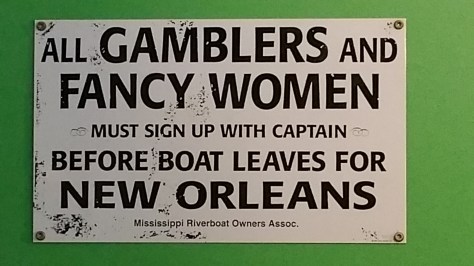 ALL GAMBLERS AND
FANCY WOMEN
MUST SIGN UP WITH CAPTAIN
BEFORE BOAT LEAVES FOR
NEW ORLEANS
Mississippi Riverboat Owners Assoc.